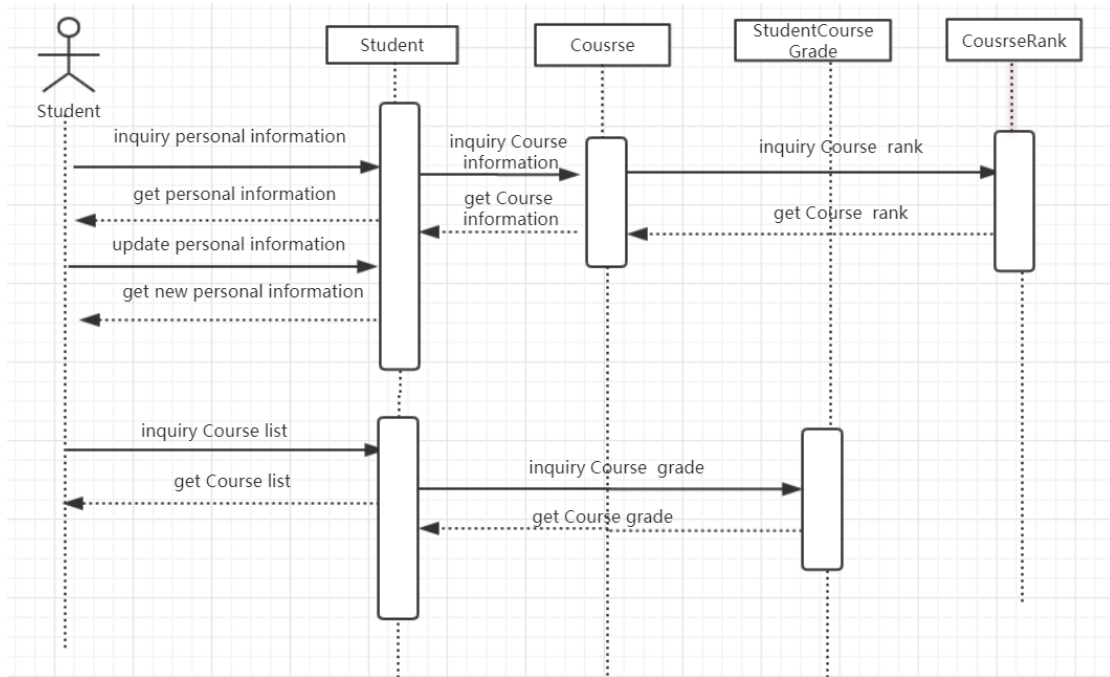 Student
Student
Cousrse
StudentCourse
Grade
CousrseRank
inquiry personal information
inquiry Course
information
inquiry Course rank
get personal information
get Course
information
get Course rank
update personal information
get new personal information
inquiry Course list
inquiry Course grade
get Course list
get Course grade